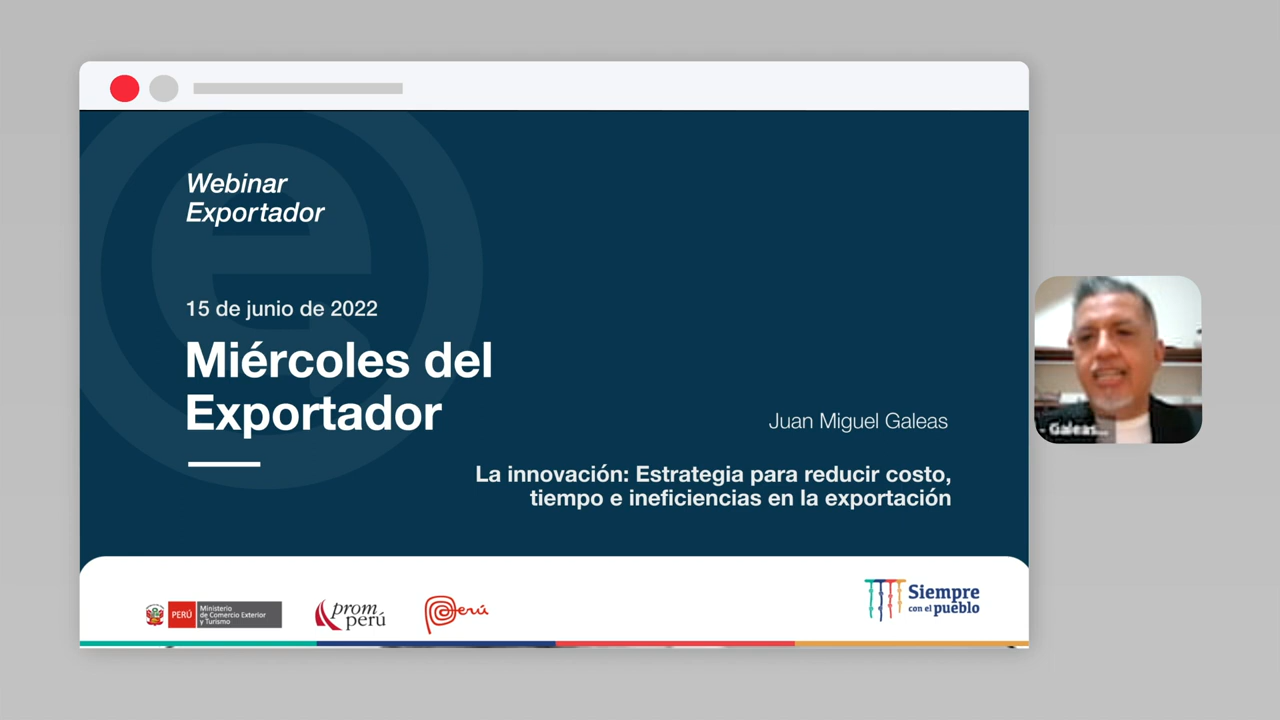 Webinar
Exportador
15 de junio de 2022
Miércoles del
Exportador
Juan Miguel Galeas
La innovación: Estrategia para reducir costo,
tiempo e ineficiencias en la exportación
- Galeas...
PERÚ
Ministerio
de Comercio Exterior
y Turismo
prom
perú
Perú
Siempre
con el pueblo